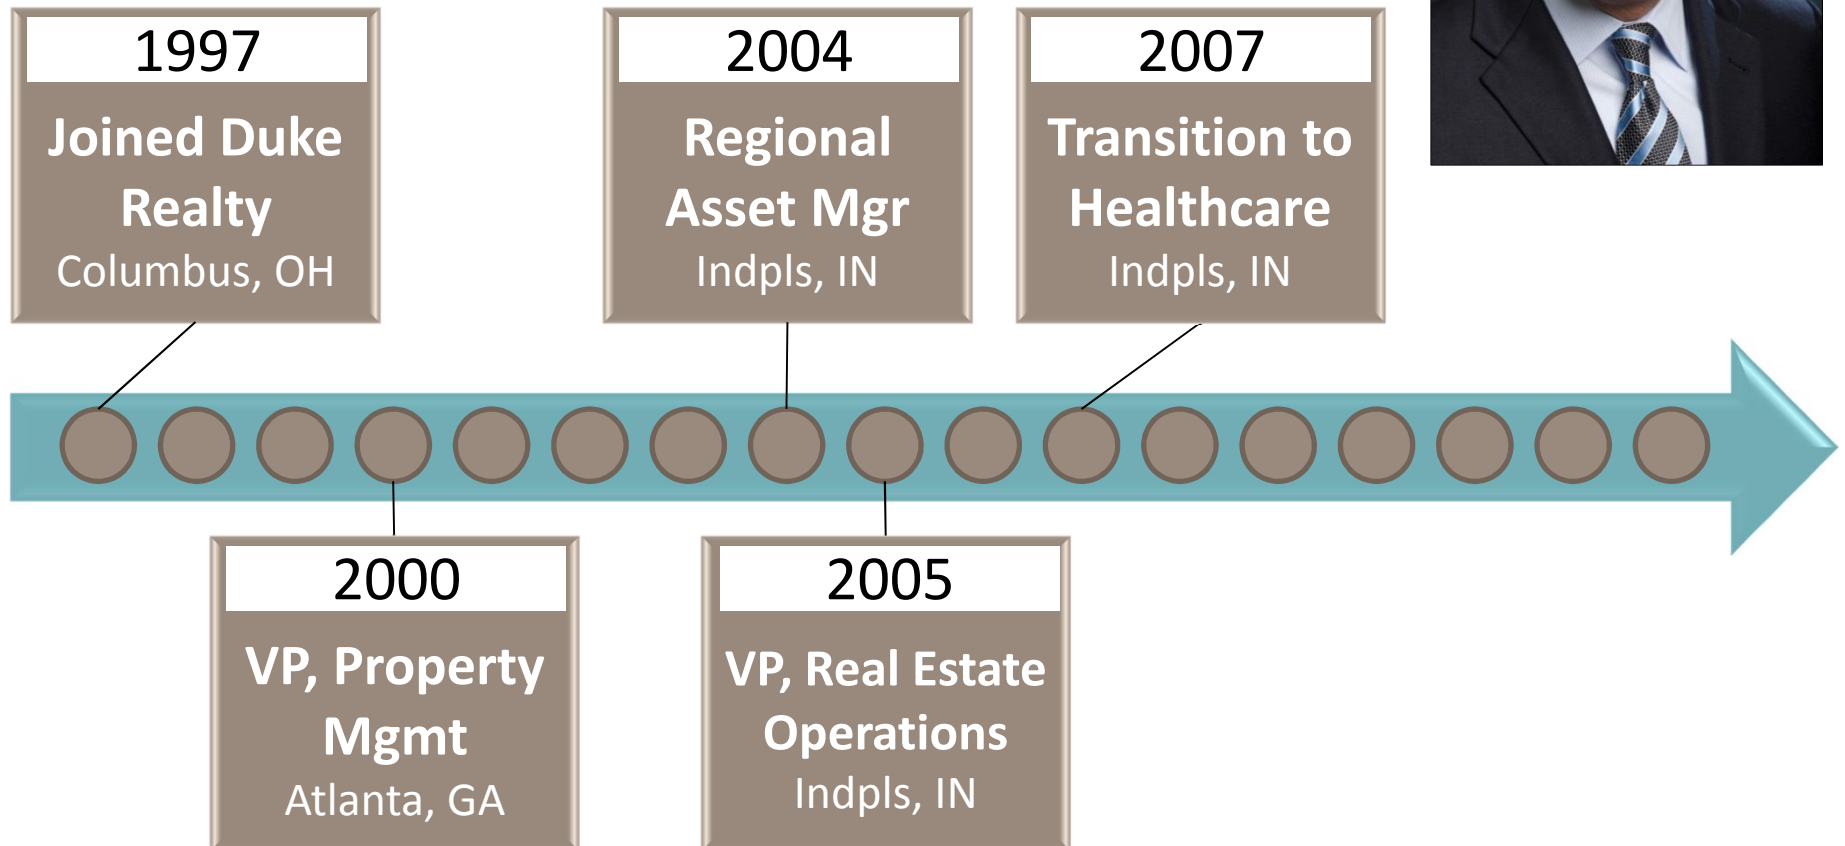 1997
Joined Duke
Realty
Columbus, OH
2004
Regional
Asset Mgr
Indpls, IN
2007
Transition to
Healthcare
Indpls, IN
2000
VP, Property
Mgmt
Atlanta, GA
2005
VP, Real Estate
Operations
Indpls, IN